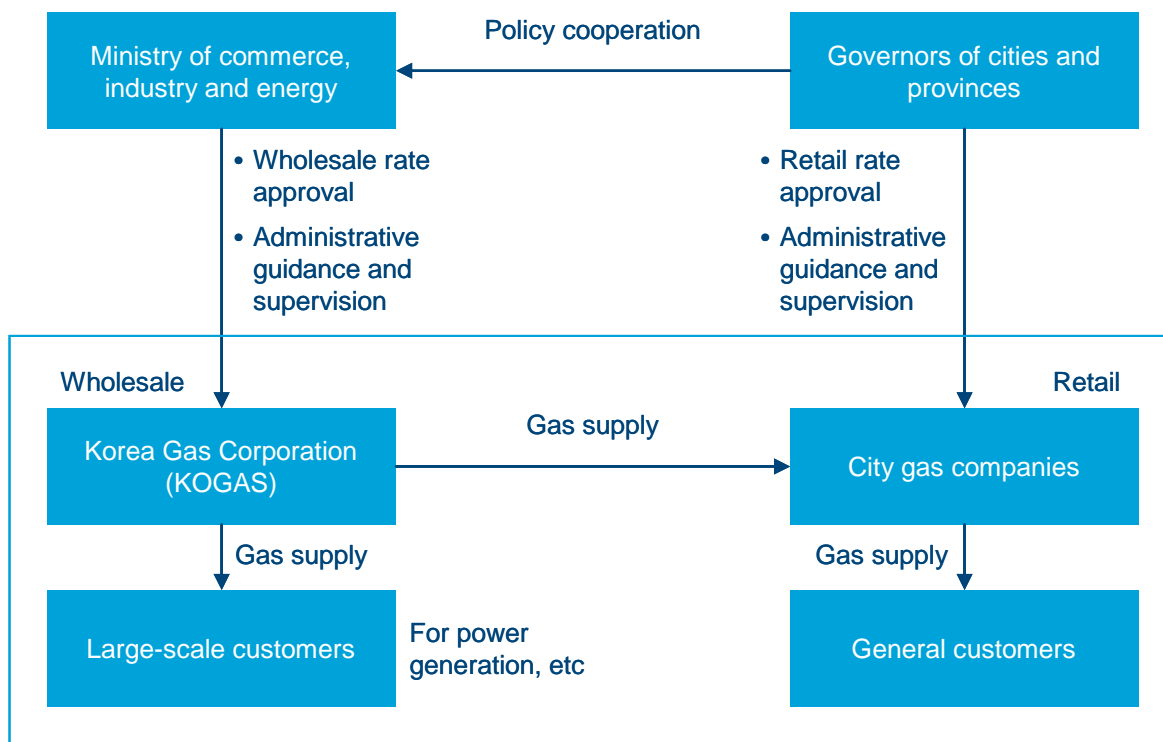 Policy cooperation
Ministry of commerce,
industry and energy
Governors of cities and
provinces
• Wholesale rate
approval
• Administrative
guidance and
supervision
• Retail rate
approval
• Administrative
guidance and
supervision
Wholesale
Retail
Korea Gas Corporation
(KOGAS)
Gas supply
City gas companies
Gas supply
Gas supply
Large-scale customers
For power
generation, etc
General customers